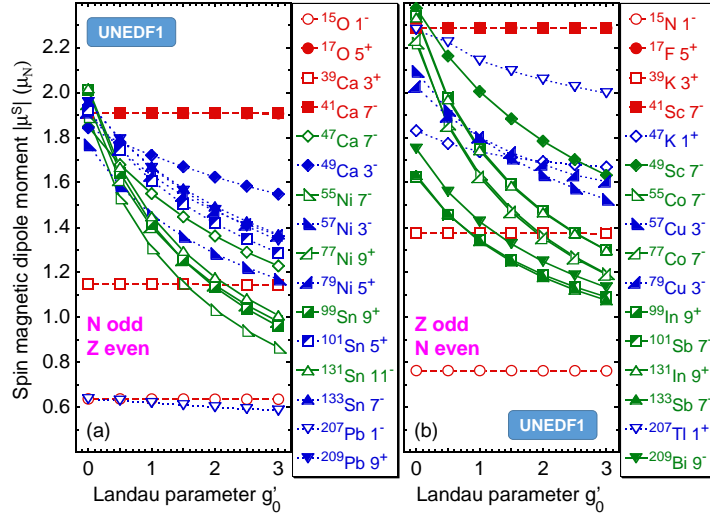 UNEDF1
N odd
Z even
(a)
2.2
2.0
1.8
1.6
1.4
1.2
1.0
0.8
0.6
Spin magnetic dipole moment |μ^S| (μ_N)
0 1 2 3
Landau parameter g'_0
¹⁵O 1⁻
¹⁷O 5⁺
³⁹Ca 3⁺
⁴¹Ca 7⁻
⁴⁷Ca 7⁻
⁴⁹Ca 3⁻
⁵⁵Ni 7⁻
⁵⁷Ni 3⁻
⁷⁷Ni 9⁺
⁷⁹Ni 5⁺
⁹⁹Sn 9⁺
¹⁰¹Sn 5⁺
¹³¹Sn 11⁻
¹³³Sn 7⁻
²⁰⁷Pb 1⁻
²⁰⁹Pb 9⁺
Z odd
N even
(b)
UNEDF1
0 1 2 3
Landau parameter g'_0
¹⁵N 1⁻
¹⁷F 5⁺
³⁹K 3⁺
⁴¹Sc 7⁻
⁴⁷K 1⁺
⁴⁹Sc 7⁻
⁵⁵Co 7⁻
⁵⁷Cu 3⁻
⁷⁷Co 7⁻
⁷⁹Cu 3⁻
⁹⁹In 9⁺
¹⁰¹Sb 7⁻
¹³¹In 9⁺
¹³³Sb 7⁻
²⁰⁷Tl 1⁺
²⁰⁹Bi 9⁻